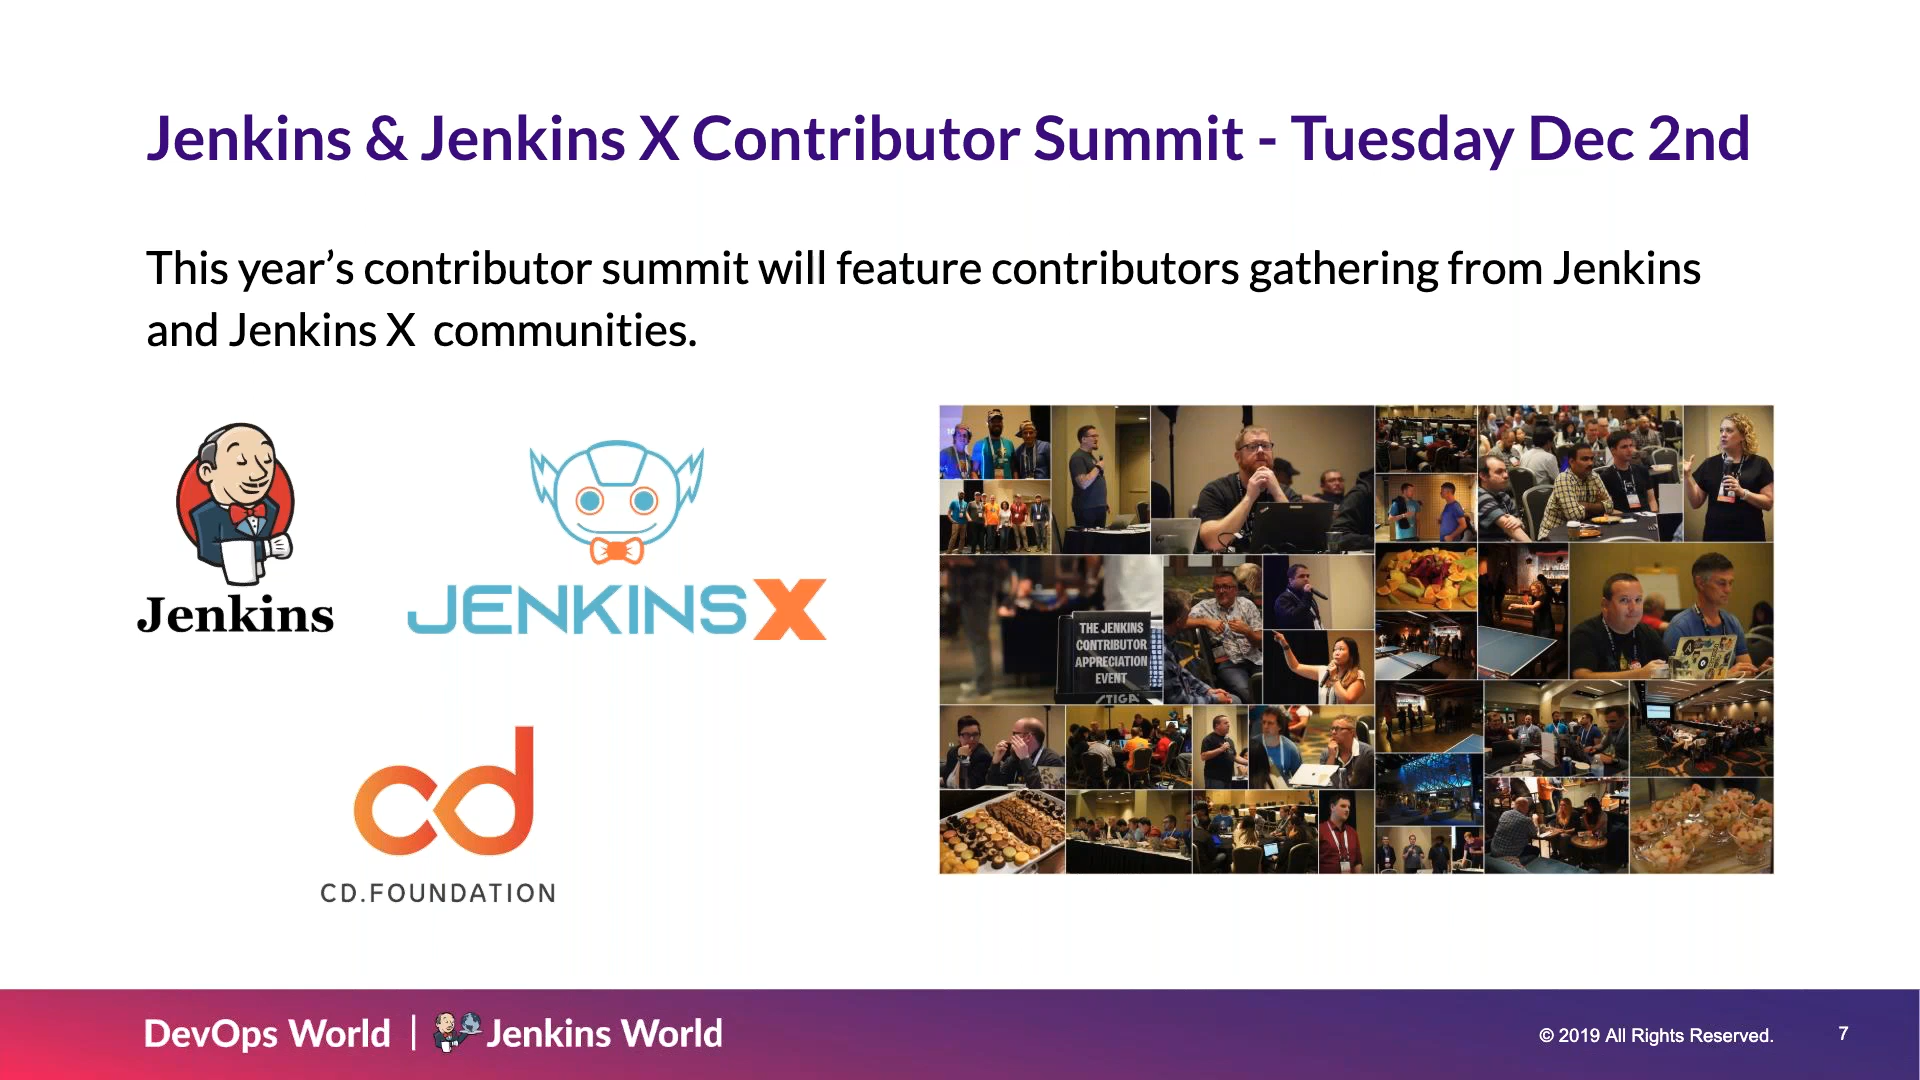 Jenkins & Jenkins X Contributor Summit - Tuesday Dec 2nd
This year’s contributor summit will feature contributors gathering from Jenkins
and Jenkins X communities.
Jenkins
JENKINS X
THE JENKINS
CONTRIBUTOR
APPRECIATION
EVENT
STIGA
cd
CD.FOUNDATION
DevOps World | Jenkins World
© 2019 All Rights Reserved.
7